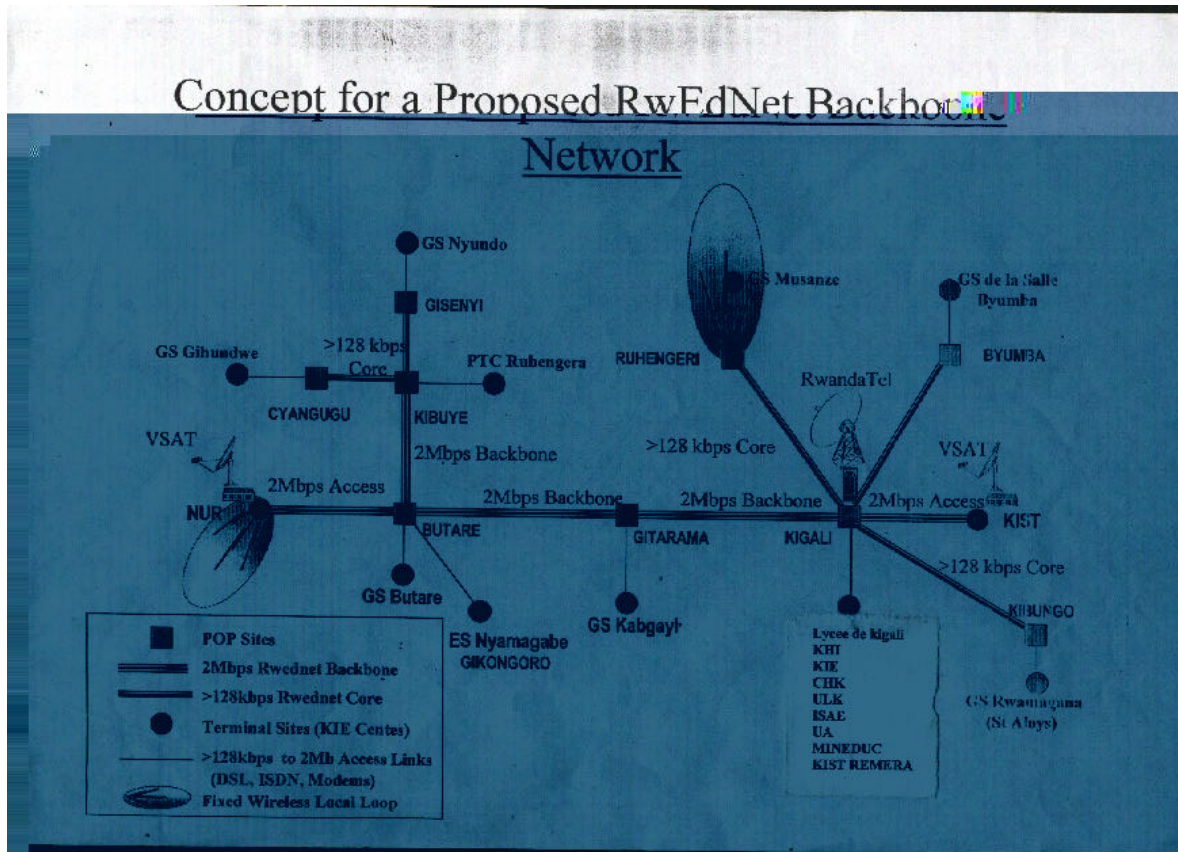 Concept for a Proposed RwEdNet Backbone
Network
GS Nyundo
GISENYI
GS Musanze
GS de la Salle
Byumba
GS Gihundwe
>128 kbps
Core
PTC Ruhengera
RUHENGERI
BYUMBA
RwandaTel
CYANGUGU
KIBUYE
VSAT
2Mbps Backbone
>128 kbps Core
VSAT
2Mbps Access
2Mbps Backbone
2Mbps Backbone
2Mbps Access
NUR
BUTARE
GITARAMA
KIGALI
KIST
>128 kbps Core
GS Butare
ES Nyamagabe
GIKONGORO
GS Kabgayi
KIBUNGO
GS Rwamagana
(St Aloys)
Lycee de kigali
KHI
KIE
CHK
ULK
ISAE
UA
MINEDUC
KIST REMERA
POP Sites
2Mbps Rwednet Backbone
>128kbps Rwednet Core
Terminal Sites (KIE Centes)
>128kbps to 2Mb Access Links
(DSL, ISDN, Modems)
Fixed Wireless Local Loop